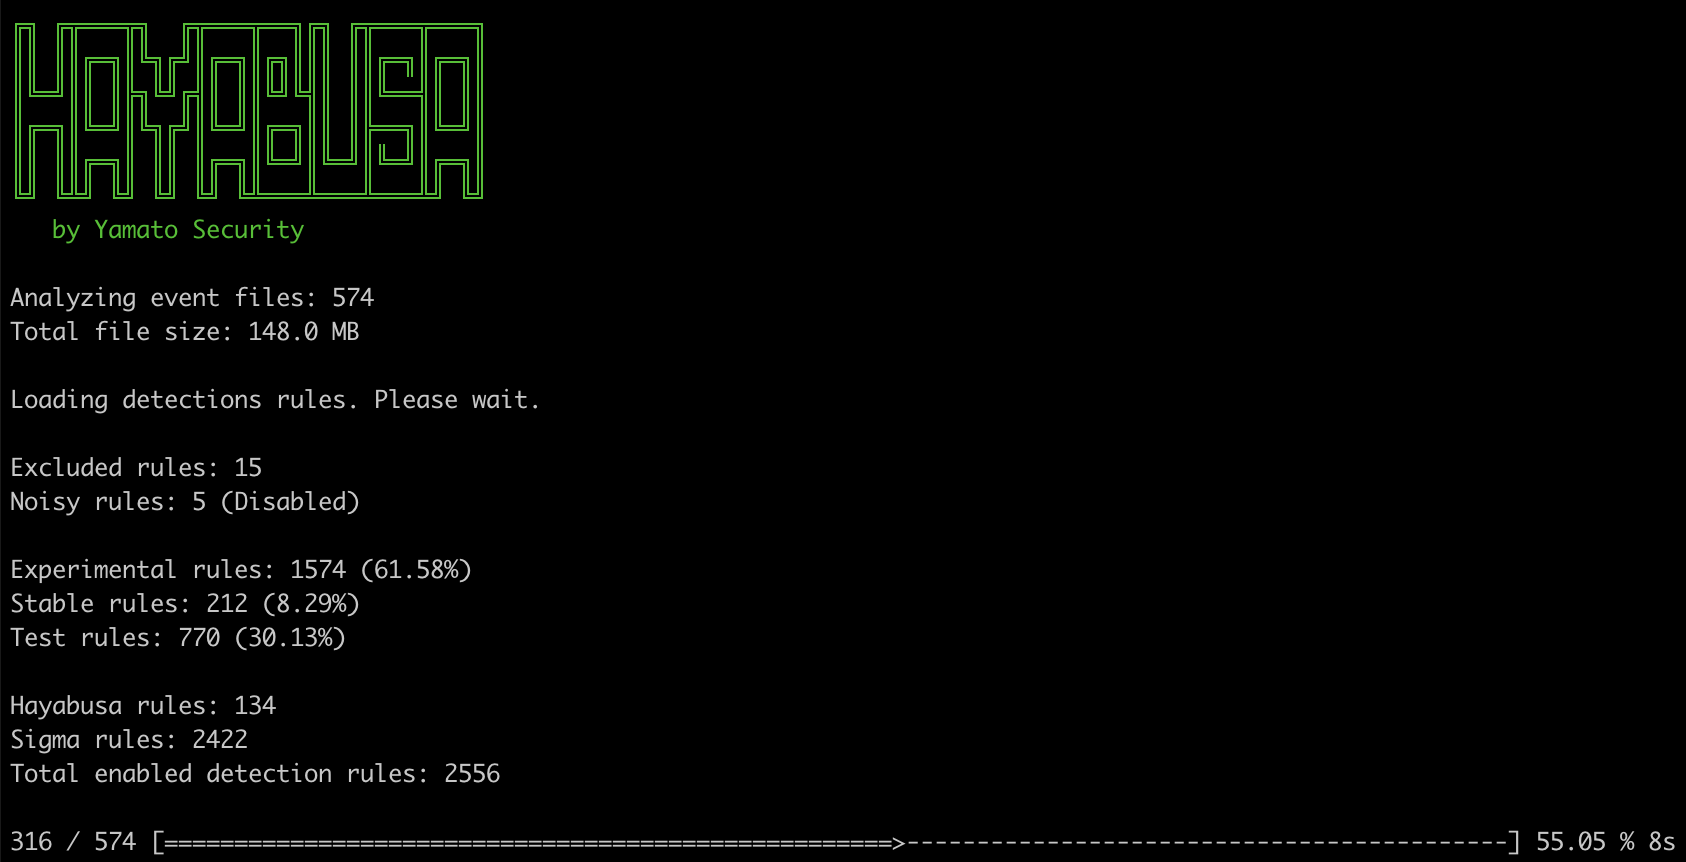 HAYABUSA
by Yamato Security
Analyzing event files: 574
Total file size: 148.0 MB
Loading detections rules. Please wait.
Excluded rules: 15
Noisy rules: 5 (Disabled)
Experimental rules: 1574 (61.58%)
Stable rules: 212 (8.29%)
Test rules: 770 (30.13%)
Hayabusa rules: 134
Sigma rules: 2422
Total enabled detection rules: 2556
316 / 574 [====================================================>-------------------------------------------] 55.05 % 8s